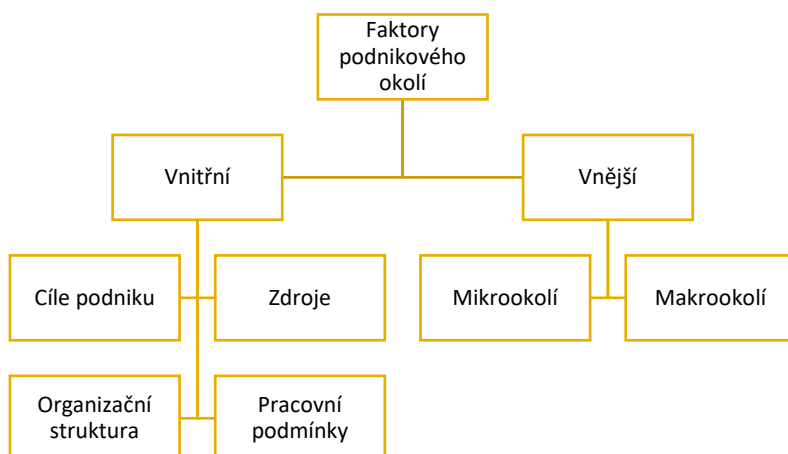 Faktory
podnikového
okolí
Vnitřní
Vnější
Cíle podniku
Zdroje
Mikrookolí
Makrookolí
Organizační
struktura
Pracovní
podmínky